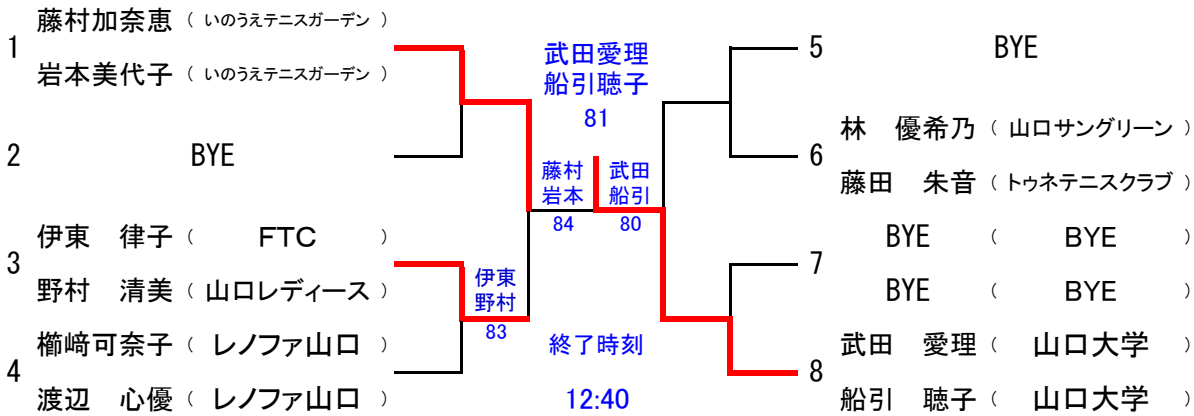 1
藤村加奈恵 ( いのうえテニスガーデン )
岩本美代子 ( いのうえテニスガーデン )
2
BYE
3
伊東 律子 ( FTC )
野村 清美 ( 山口レディース )
4
櫛﨑可奈子 ( レノファ山口 )
渡辺 心優 ( レノファ山口 )
伊東
野村
83
藤村
岩本
84
武田愛理
船引聴子
81
武田
船引
80
終了時刻
12:40
5
BYE
6
林 優希乃 ( 山口サングリーン )
藤田 朱音 ( トゥネテニスクラブ )
7
BYE ( BYE )
BYE ( BYE )
8
武田 愛理 ( 山口大学 )
船引 聴子 ( 山口大学 )